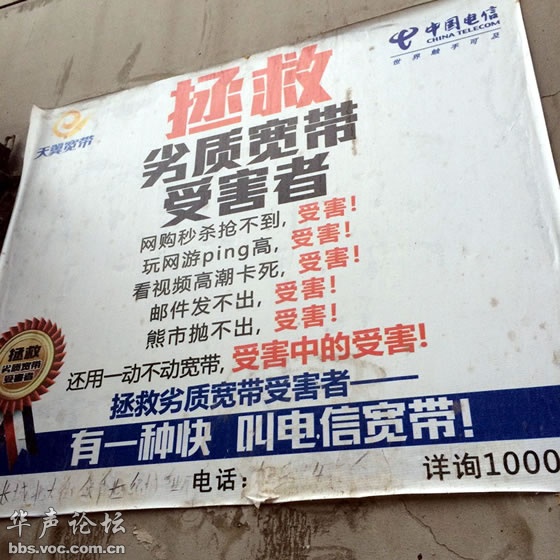 中国电信
CHINA TELECOM
世界触手可及
天翼宽带
拯救
劣质宽带
受害者
网购秒杀抢不到,受害!
玩网游ping高,受害!
看视频高潮卡死,受害!
邮件发不出,受害!
熊市抛不出,受害!
还用一动不动宽带,受害中的受害!
拯救
劣质宽带
受害者
拯救劣质宽带受害者——
有一种快 叫电信宽带!
电话:
详询1000
华声论坛
bbs.voc.com.cn